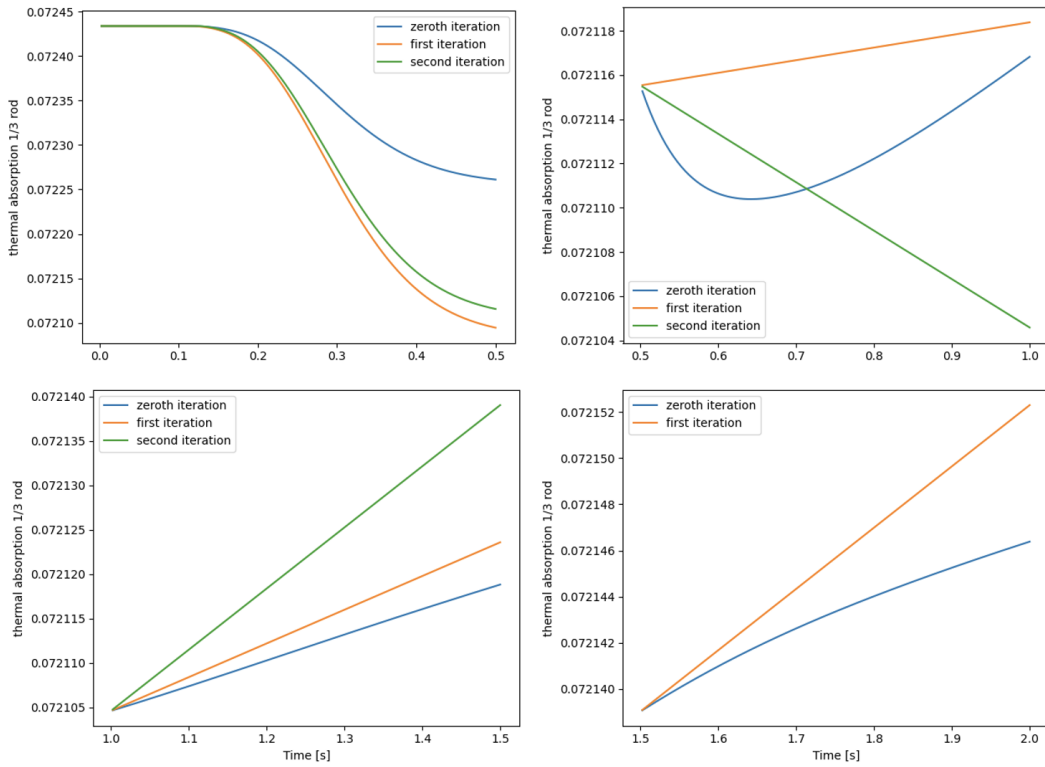 thermal absorption 1/3 rod
0.07245
0.07240
0.07235
0.07230
0.07225
0.07220
0.07215
0.07210
0.0 0.1 0.2 0.3 0.4 0.5
zeroth iteration
first iteration
second iteration
thermal absorption 1/3 rod
0.072118
0.072116
0.072114
0.072112
0.072110
0.072108
0.072106
0.072104
0.5 0.6 0.7 0.8 0.9 1.0
zeroth iteration
first iteration
second iteration
thermal absorption 1/3 rod
0.072140
0.072135
0.072130
0.072125
0.072120
0.072115
0.072110
0.072105
1.0 1.1 1.2 1.3 1.4 1.5
Time [s]
zeroth iteration
first iteration
second iteration
thermal absorption 1/3 rod
0.072152
0.072150
0.072148
0.072146
0.072144
0.072142
0.072140
1.5 1.6 1.7 1.8 1.9 2.0
Time [s]
zeroth iteration
first iteration